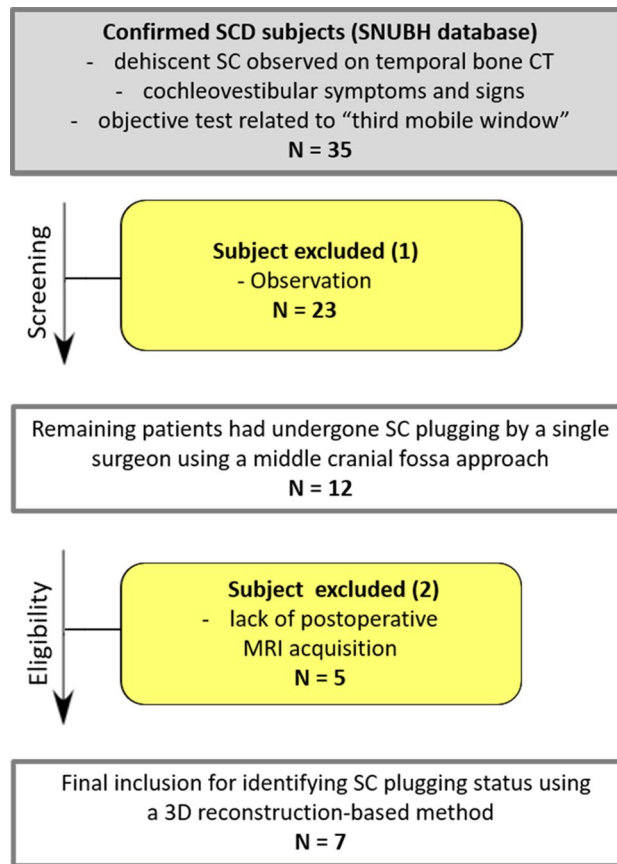 Confirmed SCD subjects (SNUBH database)
- dehiscent SC observed on temporal bone CT
- cochleovestibular symptoms and signs
- objective test related to “third mobile window”
N = 35
Screening
Subject excluded (1)
- Observation
N = 23
Remaining patients had undergone SC plugging by a single
surgeon using a middle cranial fossa approach
N = 12
Eligibility
Subject excluded (2)
- lack of postoperative
MRI acquisition
N = 5
Final inclusion for identifying SC plugging status using
a 3D reconstruction-based method
N = 7